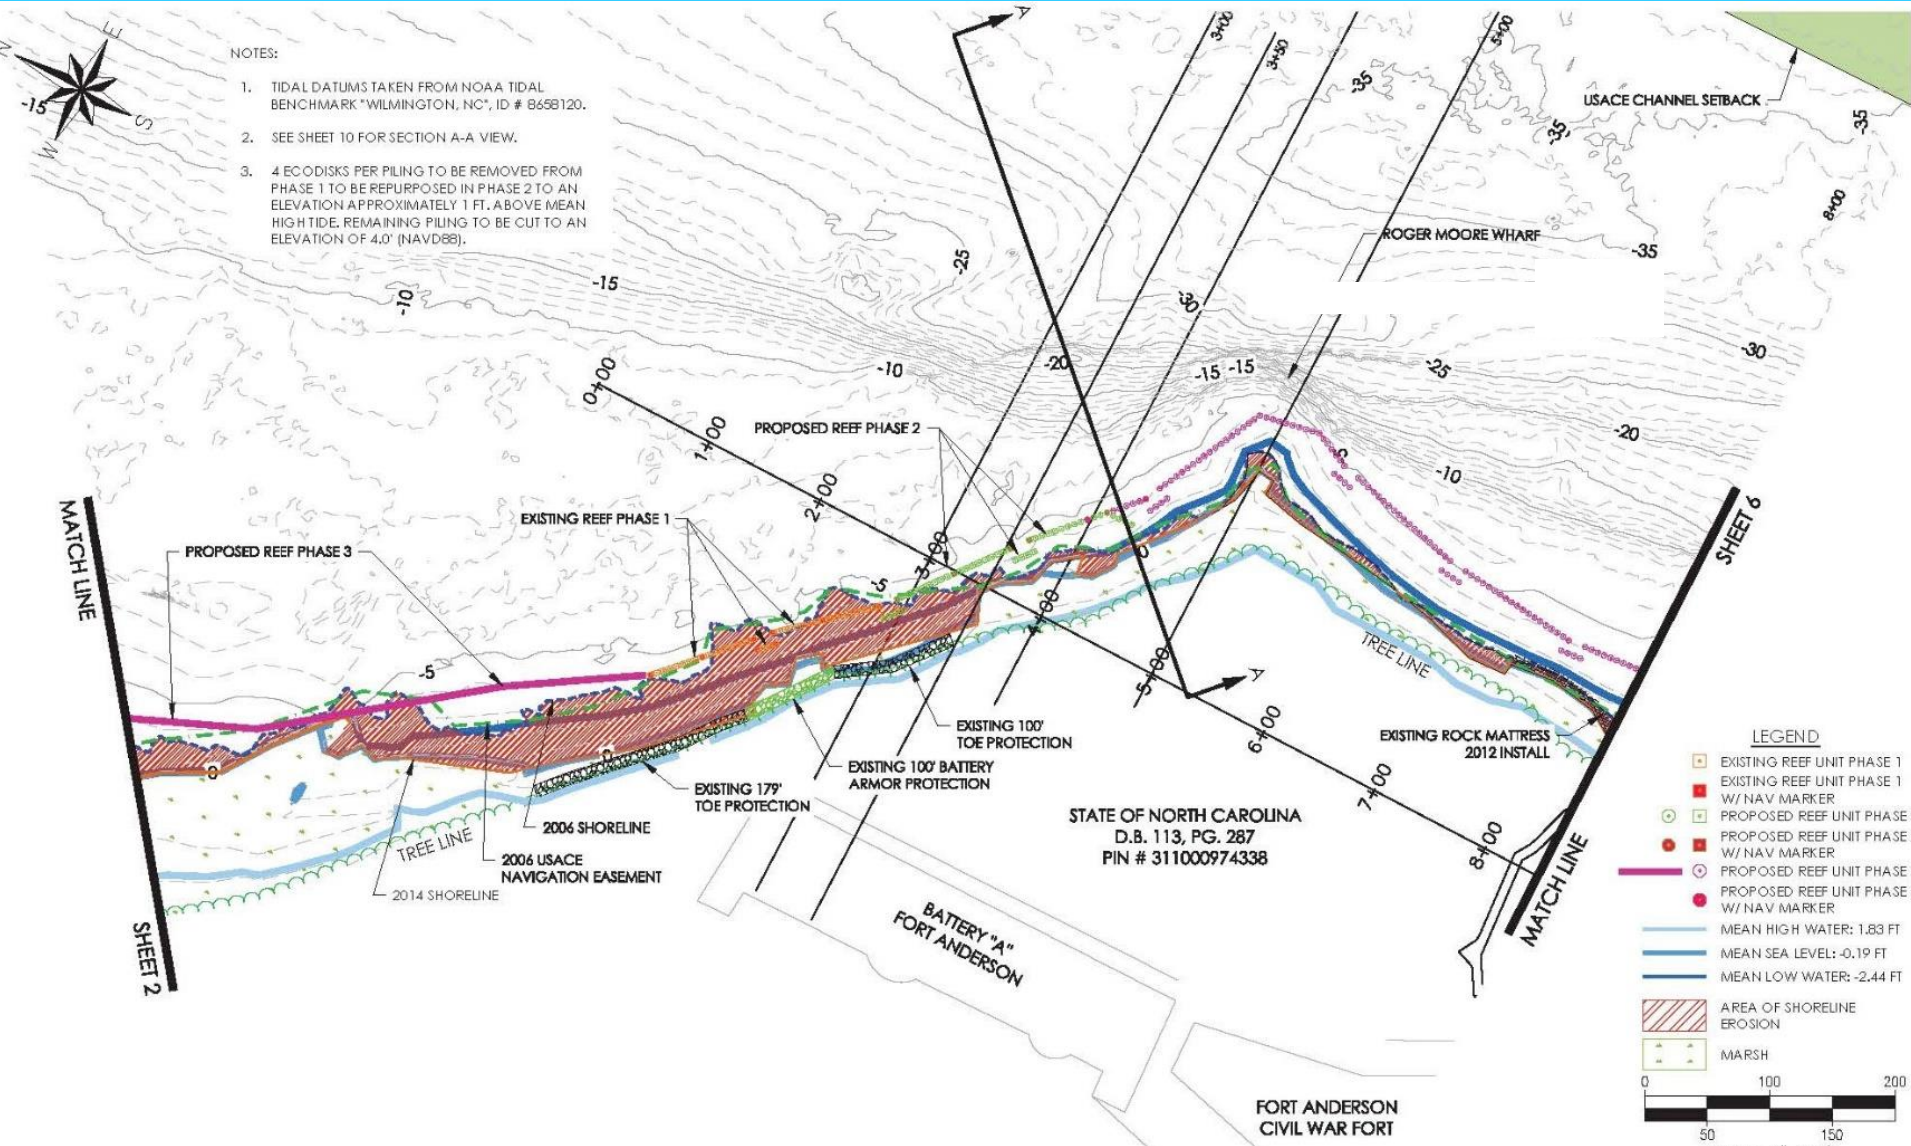 NOTES:
1. TIDAL DATUMS TAKEN FROM NOAA TIDAL
BENCHMARK "WILMINGTON, NC", ID # 8658120.
2. SEE SHEET 10 FOR SECTION A-A VIEW.
3. 4 ECODISKS PER PILING TO BE REMOVED FROM
PHASE 1 TO BE REPURPOSED IN PHASE 2 TO AN
ELEVATION APPROXIMATELY 1 FT. ABOVE MEAN
HIGH TIDE. REMAINING PILING TO BE CUT TO AN
ELEVATION OF 4.0' (NAVD88).
N
E
S
W
-15
A
3+00
3+50
5+00
-35
-35
-35
USACE CHANNEL SETBACK
8+00
ROGER MOORE WHARF
-35
-25
-15
-10
-30
-30
-20
-10
-15
-15
-25
-20
-10
0+00
1+00
2+00
3+00
4+00
5+00
6+00
7+00
8+00
PROPOSED REEF PHASE 2
EXISTING REEF PHASE 1
PROPOSED REEF PHASE 3
MATCH LINE
SHEET 2
SHEET 6
MATCH LINE
-5
-5
0
0
0
A
TREE LINE
TREE LINE
EXISTING ROCK MATTRESS
2012 INSTALL
EXISTING 100'
TOE PROTECTION
EXISTING 100' BATTERY
ARMOR PROTECTION
EXISTING 179'
TOE PROTECTION
2006 SHORELINE
2006 USACE
NAVIGATION EASEMENT
2014 SHORELINE
STATE OF NORTH CAROLINA
D.B. 113, PG. 287
PIN # 311000974338
BATTERY "A"
FORT ANDERSON
FORT ANDERSON
CIVIL WAR FORT
LEGEND
EXISTING REEF UNIT PHASE 1
EXISTING REEF UNIT PHASE 1
W/ NAV MARKER
PROPOSED REEF UNIT PHASE
PROPOSED REEF UNIT PHASE
W/ NAV MARKER
PROPOSED REEF UNIT PHASE
PROPOSED REEF UNIT PHASE
W/ NAV MARKER
MEAN HIGH WATER: 1.83 FT
MEAN SEA LEVEL: -0.19 FT
MEAN LOW WATER: -2.44 FT
AREA OF SHORELINE
EROSION
MARSH
0 100 200
50 150